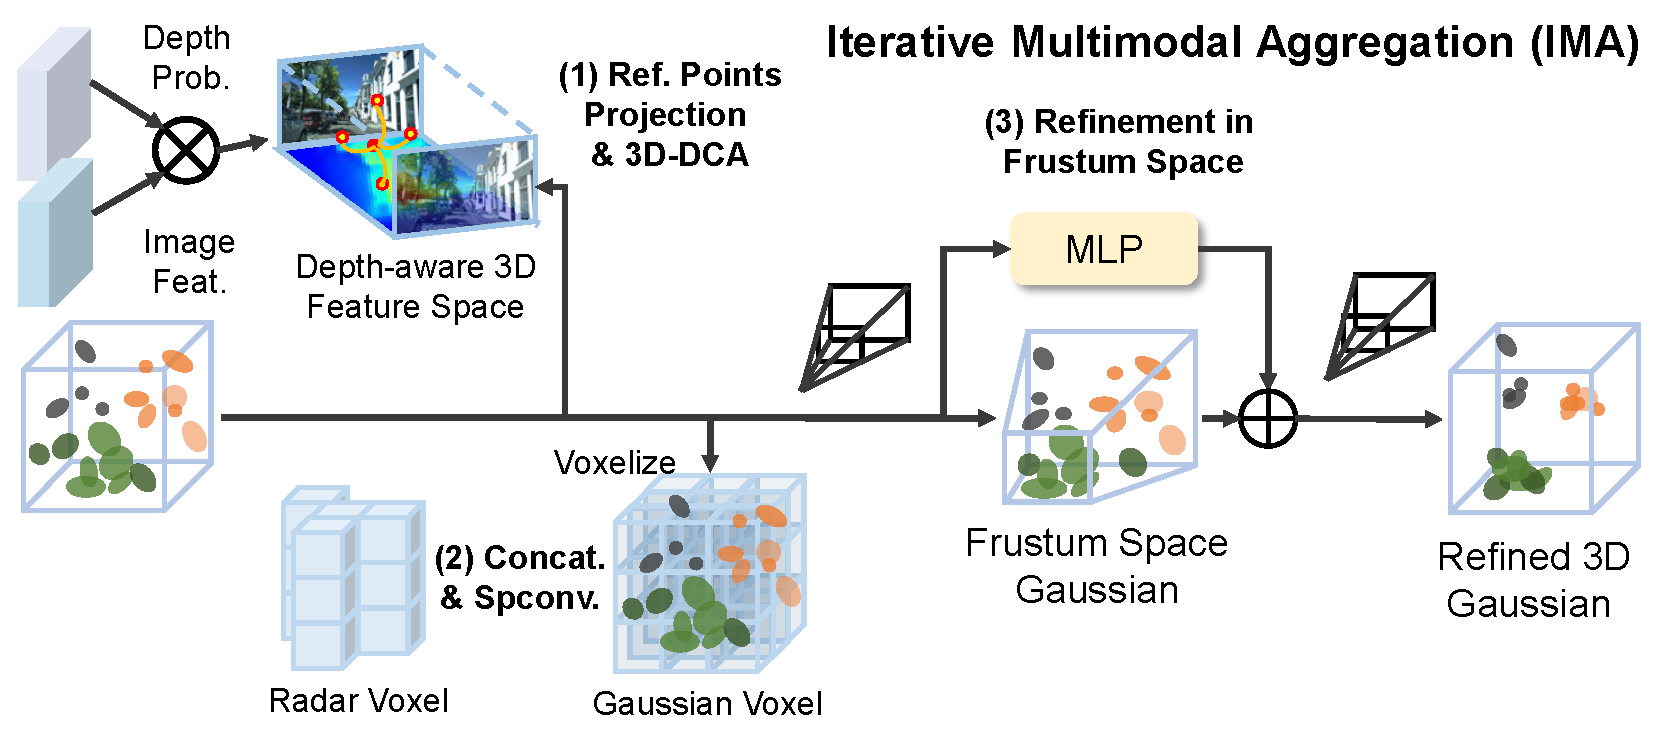 Iterative Multimodal Aggregation (IMA)
Depth
Prob.
Image
Feat.
Depth-aware 3D
Feature Space
(1) Ref. Points
Projection
& 3D-DCA
(3) Refinement in
Frustum Space
MLP
Voxelize
(2) Concat.
& Spconv.
Radar Voxel
Gaussian Voxel
Frustum Space
Gaussian
Refined 3D
Gaussian